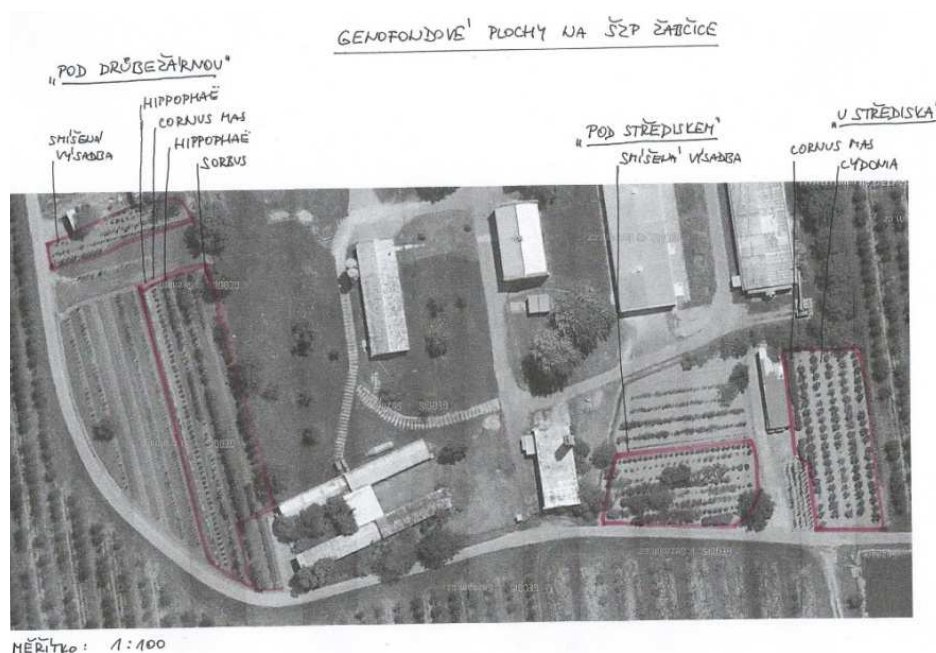 GENOFONDOVÉ PLOCHY NA ŠZP ŽABČICE
„POD DRŮBEŽÁRNOU"
HIPPOPHAË
CORNUS MAS
HIPPOPHAË
SORBUS
SMÍŠENÁ
VÝSADBA
„POD STŘEDISKEM"
SMÍŠENÁ VÝSADBA
„U STŘEDISKA
CORNUS MAS
CYDONIA
MĚŘÍTKO: 1:100